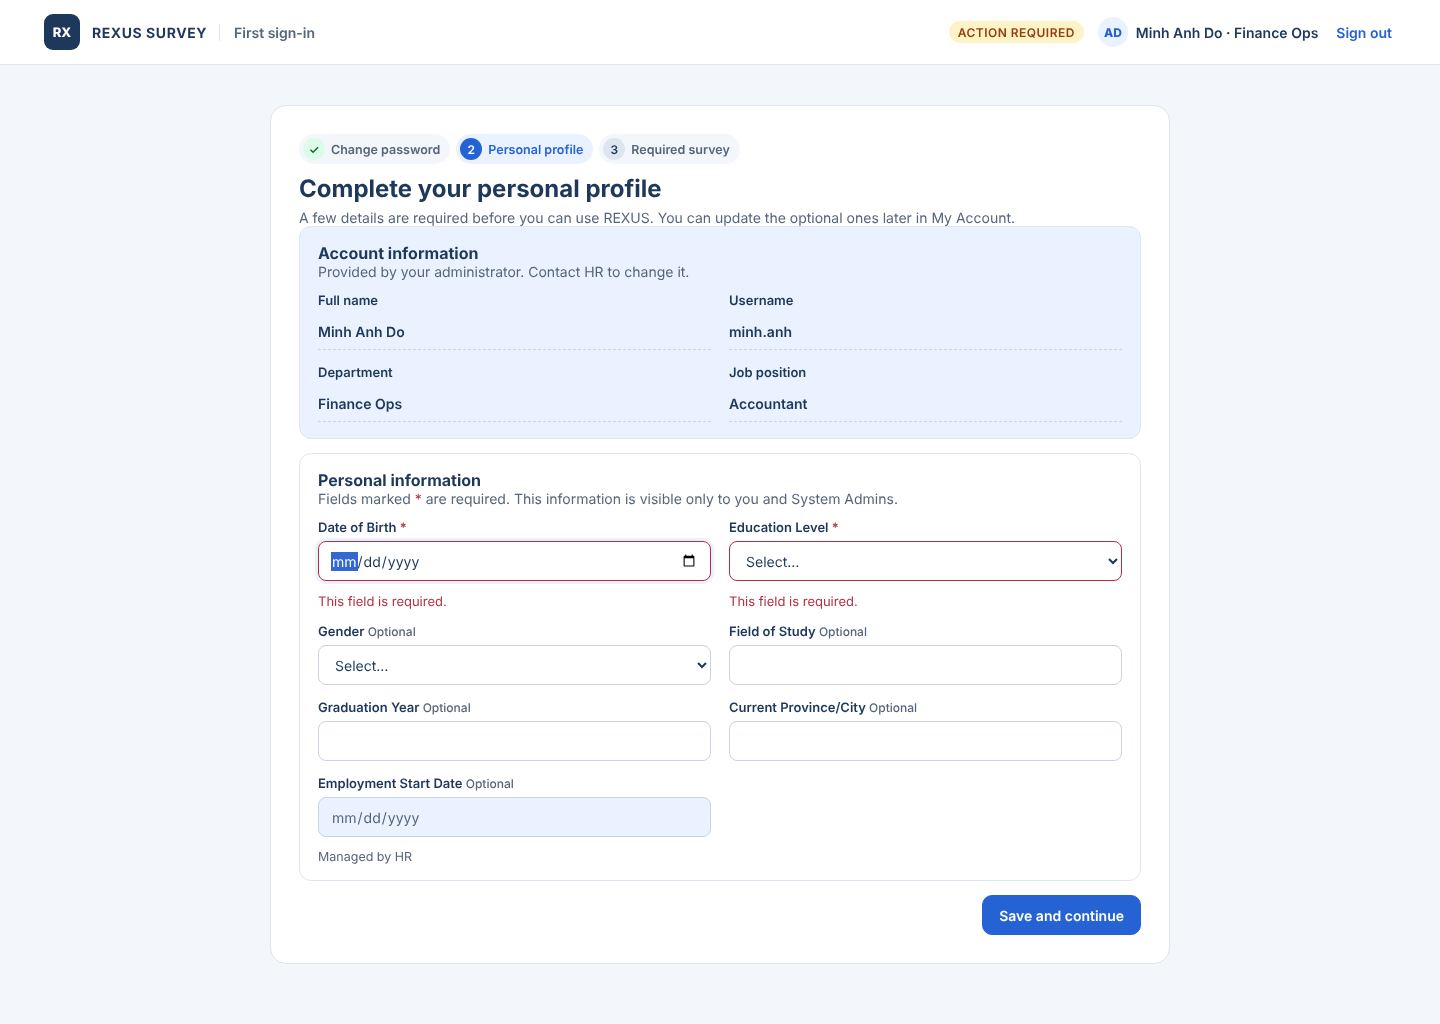 RX REXUS SURVEY First sign-in ACTION REQUIRED AD Minh Anh Do · Finance Ops Sign out
✓ Change password 2 Personal profile 3 Required survey
Complete your personal profile
A few details are required before you can use REXUS. You can update the optional ones later in My Account.
Account information
Provided by your administrator. Contact HR to change it.
Full name Username
Minh Anh Do minh.anh
Department Job position
Finance Ops Accountant
Personal information
Fields marked * are required. This information is visible only to you and System Admins.
Date of Birth * Education Level *
mm/dd/yyyy Select...
This field is required. This field is required.
Gender Optional Field of Study Optional
Select...
Graduation Year Optional Current Province/City Optional
Employment Start Date Optional
mm/dd/yyyy
Managed by HR
Save and continue